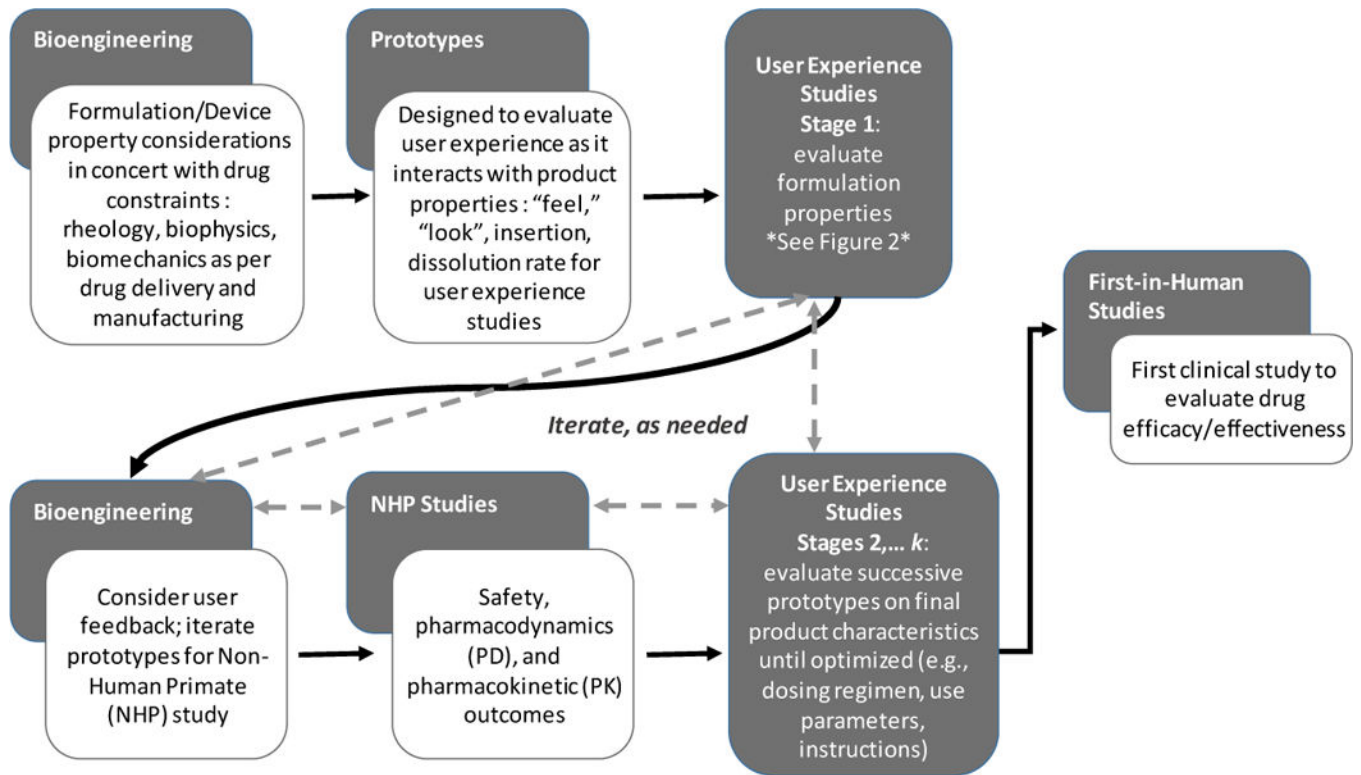 Bioengineering
Formulation/Device
property considerations
in concert with drug
constraints :
rheology, biophysics,
biomechanics as per
drug delivery and
manufacturing
Prototypes
Designed to evaluate
user experience as it
interacts with product
properties : “feel,”
“look”, insertion,
dissolution rate for
user experience
studies
User Experience
Studies
Stage 1:
evaluate
formulation
properties
*See Figure 2*
First-in-Human
Studies
First clinical study to
evaluate drug
efficacy/effectiveness
Iterate, as needed
Bioengineering
Consider user
feedback; iterate
prototypes for Non-
Human Primate
(NHP) study
NHP Studies
Safety,
pharmacodynamics
(PD), and
pharmacokinetic (PK)
outcomes
User Experience
Studies
Stages 2,... k:
evaluate successive
prototypes on final
product characteristics
until optimized (e.g.,
dosing regimen, use
parameters,
instructions)